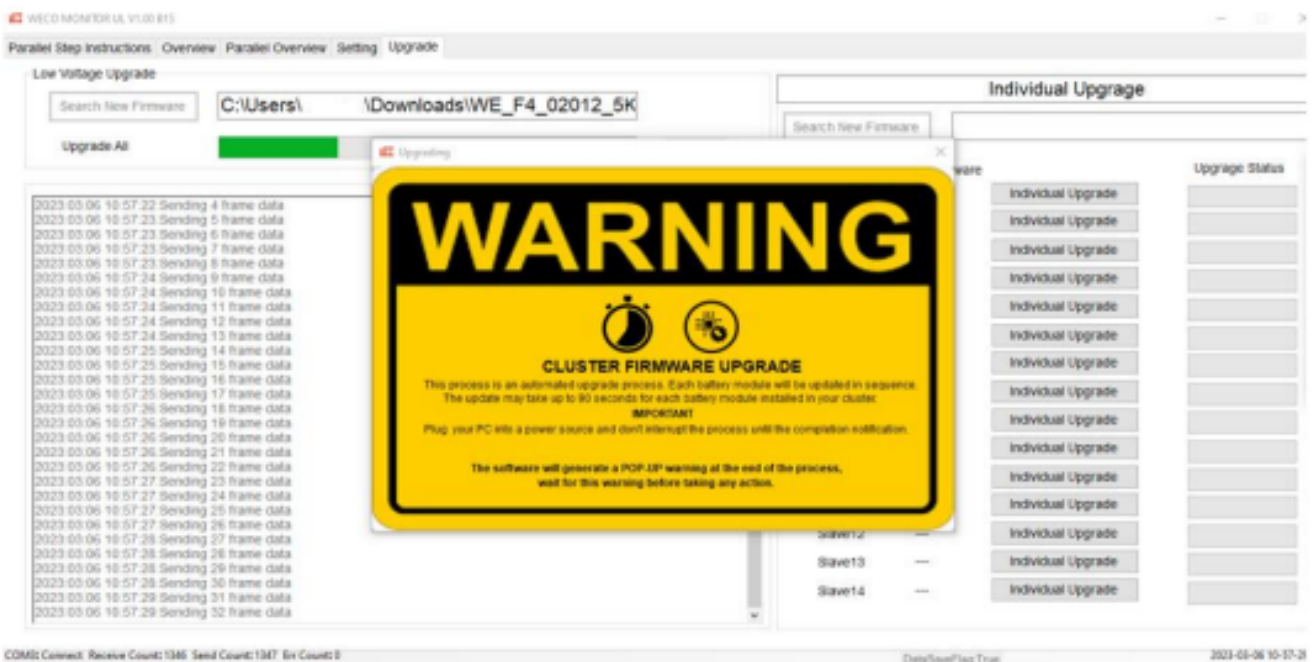 WECO MONITOR UL V1.00 B15
Parallel Step Instructions Overview Parallel Overview Setting Upgrade
Low Voltage Upgrade
Search New Firmware C:\Users\ \Downloads\WE_F4_02012_5K
Upgrade All
Individual Upgrage
Search New Firmware
Upgrading
ware Upgrage Status
WARNING
CLUSTER FIRMWARE UPGRADE
This process is an automated upgrade process. Each battery module will be updated in sequence.
The update may take up to 90 seconds for each battery module installed in your cluster.
IMPORTANT
Plug your PC into a power source and don't interrupt the process until the completion notification.
The software will generate a POP-UP warning at the end of the process,
wait for this warning before taking any action.
2023:03:06 10:57:22 Sending 4 frame data
2023:03:06 10:57:23 Sending 5 frame data
2023:03:06 10:57:23 Sending 6 frame data
2023:03:06 10:57:23 Sending 7 frame data
2023:03:06 10:57:23 Sending 8 frame data
2023:03:06 10:57:24 Sending 9 frame data
2023:03:06 10:57:24 Sending 10 frame data
2023:03:06 10:57:24 Sending 11 frame data
2023:03:06 10:57:24 Sending 12 frame data
2023:03:06 10:57:24 Sending 13 frame data
2023:03:06 10:57:25 Sending 14 frame data
2023:03:06 10:57:25 Sending 15 frame data
2023:03:06 10:57:25 Sending 16 frame data
2023:03:06 10:57:25 Sending 17 frame data
2023:03:06 10:57:26 Sending 18 frame data
2023:03:06 10:57:26 Sending 19 frame data
2023:03:06 10:57:26 Sending 20 frame data
2023:03:06 10:57:26 Sending 21 frame data
2023:03:06 10:57:26 Sending 22 frame data
2023:03:06 10:57:27 Sending 23 frame data
2023:03:06 10:57:27 Sending 24 frame data
2023:03:06 10:57:27 Sending 25 frame data
2023:03:06 10:57:27 Sending 26 frame data
2023:03:06 10:57:28 Sending 27 frame data
2023:03:06 10:57:28 Sending 28 frame data
2023:03:06 10:57:28 Sending 29 frame data
2023:03:06 10:57:28 Sending 30 frame data
2023:03:06 10:57:29 Sending 31 frame data
2023:03:06 10:57:29 Sending 32 frame data
Individual Upgrade
Individual Upgrade
Individual Upgrade
Individual Upgrade
Individual Upgrade
Individual Upgrade
Individual Upgrade
Individual Upgrade
Individual Upgrade
Individual Upgrade
Individual Upgrade
Individual Upgrade
Slave12 --- Individual Upgrade
Slave13 --- Individual Upgrade
Slave14 --- Individual Upgrade
Connect Receive Count: 1346 Send Count: 1347 Err Count: 0 DataSaveFlag:True 2023-03-06 10-57-2